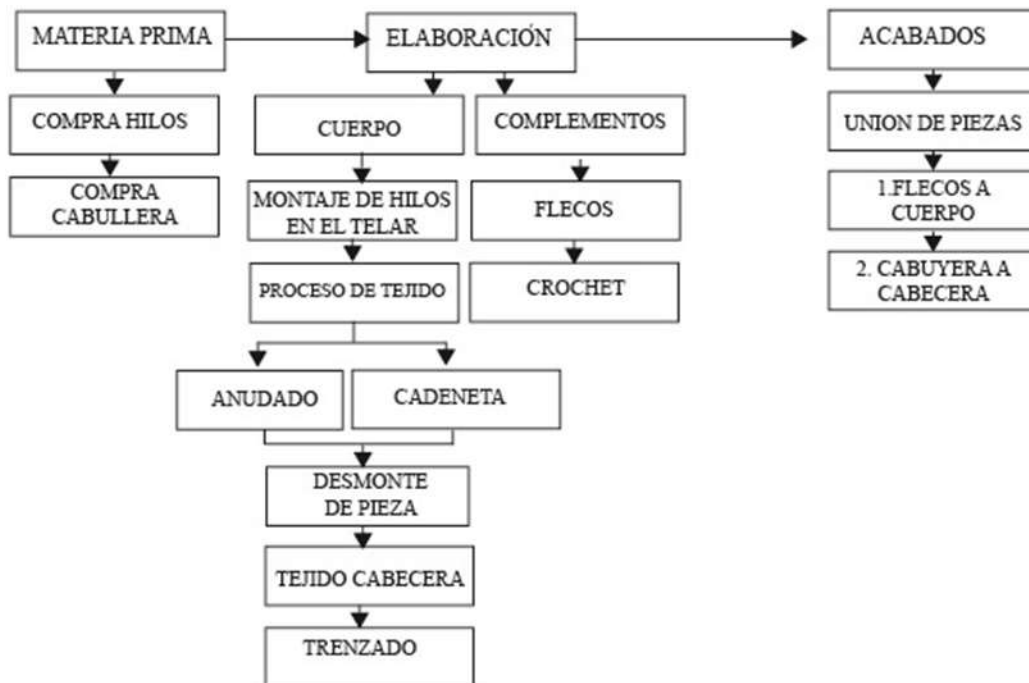 MATERIA PRIMA
ELABORACIÓN
ACABADOS
COMPRA HILOS
COMPRA
CABULLERA
CUERPO
COMPLEMENTOS
MONTAJE DE HILOS
EN EL TELAR
FLECOS
PROCESO DE TEJIDO
CROCHET
ANUDADO
CADENETA
DESMONTE
DE PIEZA
TEJIDO CABECERA
TRENZADO
UNION DE PIEZAS
1.FLECOS A
CUERPO
2. CABUYERA A
CABECERA